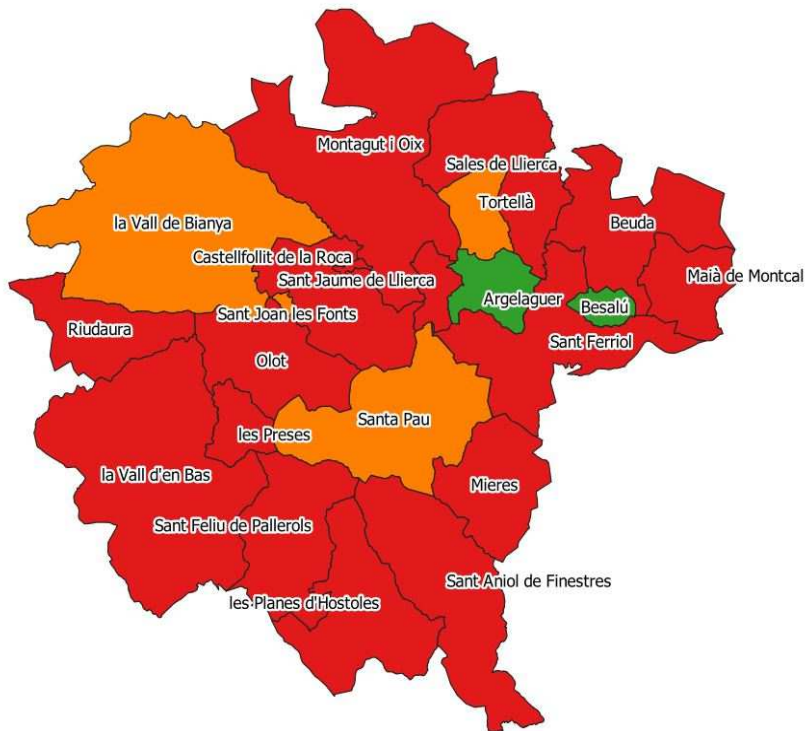 Montagut i Oix
Sales de Llierca
Tortellà
la Vall de Bianya
Beuda
Castellfollit de la Roca
Maià de Montcal
Sant Jaume de Llierca
Argelaguer
Besalú
Sant Joan les Fonts
Riudaura
Sant Ferriol
Olot
Santa Pau
les Preses
la Vall d'en Bas
Mieres
Sant Feliu de Pallerols
Sant Aniol de Finestres
les Planes d'Hostoles